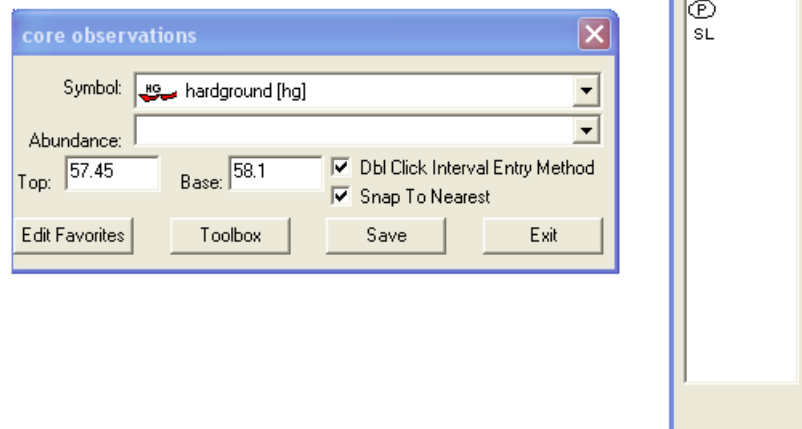 core observations
Symbol: HG hardground [hg]
Abundance:
Top: 57.45 Base: 58.1 Dbl Click Interval Entry Method
Snap To Nearest
Edit Favorites Toolbox Save Exit
P
SL